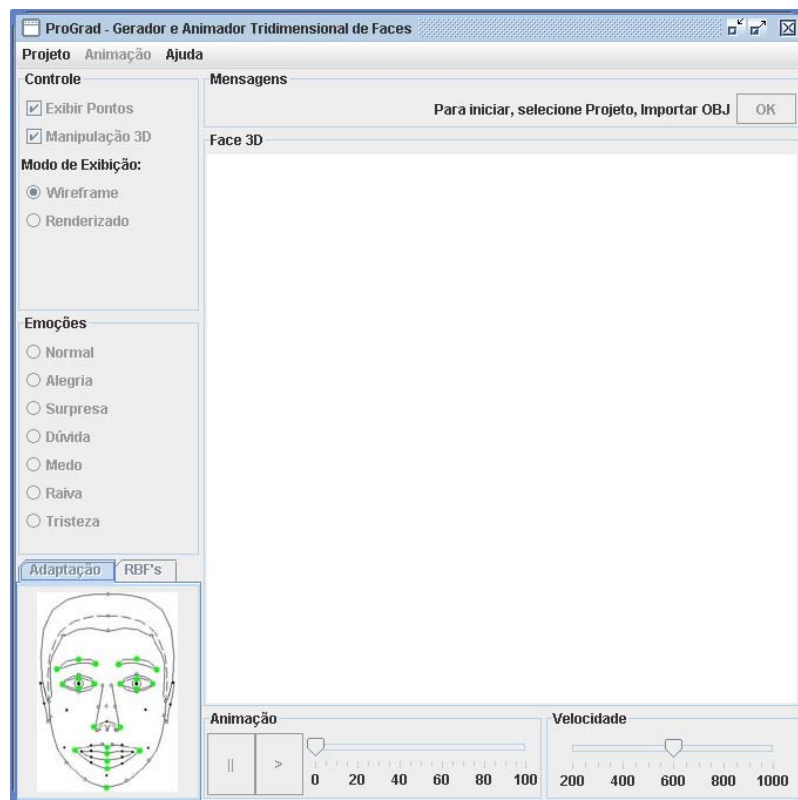 ProGrad - Gerador e Animador Tridimensional de Faces
Projeto Animação Ajuda
Controle
Exibir Pontos
Manipulação 3D
Modo de Exibição:
Wireframe
Renderizado
Mensagens
Para iniciar, selecione Projeto, Importar OBJ OK
Face 3D
Emoções
Normal
Alegria
Surpresa
Dúvida
Medo
Raiva
Tristeza
Adaptação RBF's
Animação
|| >
0 20 40 60 80 100
Velocidade
200 400 600 800 1000